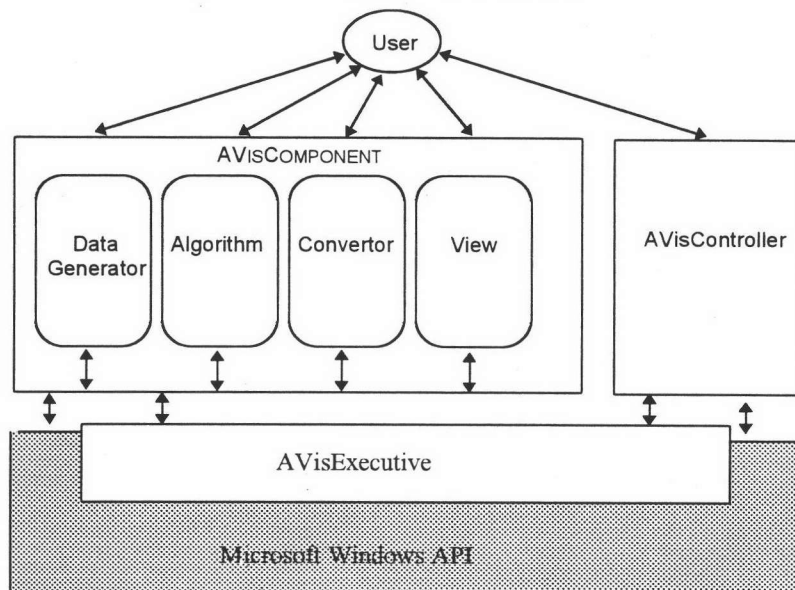 User
AVISCOMPONENT
Data
Generator
Algorithm
Convertor
View
AVisController
AVisExecutive
Microsoft Windows API